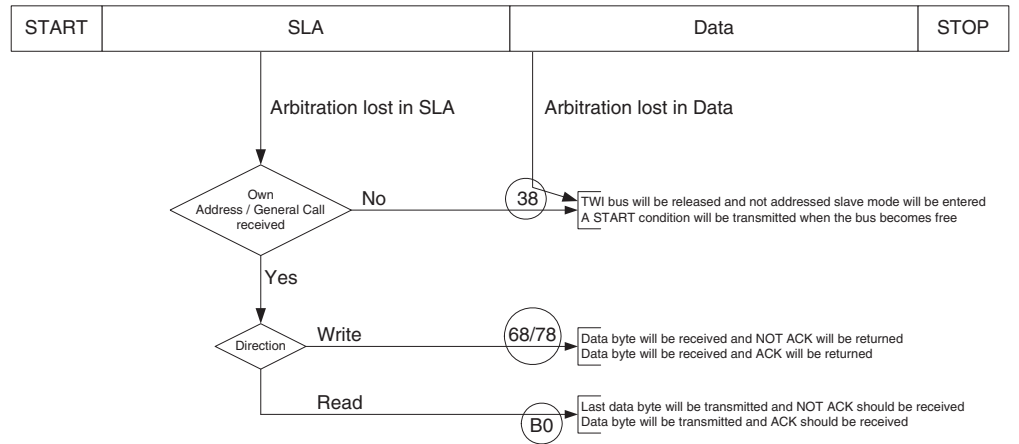 START SLA Data STOP
Arbitration lost in SLA Arbitration lost in Data
Own
Address / General Call
received
No
38
TWI bus will be released and not addressed slave mode will be entered
A START condition will be transmitted when the bus becomes free
Yes
Direction
Write
68/78
Data byte will be received and NOT ACK will be returned
Data byte will be received and ACK will be returned
Read
B0
Last data byte will be transmitted and NOT ACK should be received
Data byte will be transmitted and ACK should be received